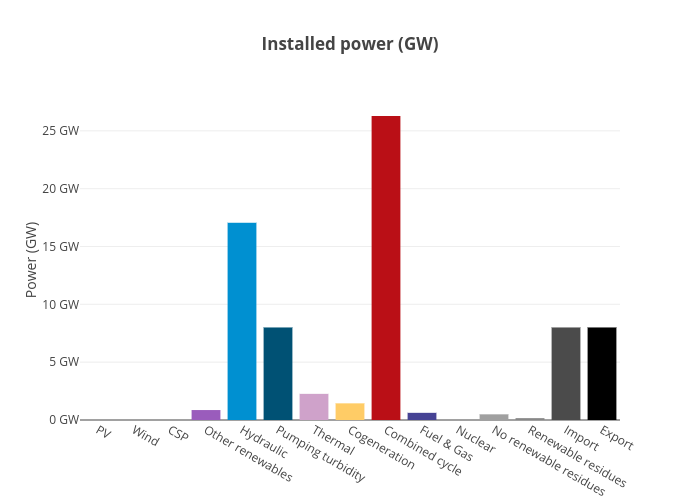 Installed power (GW)
Power (GW)
25 GW
20 GW
15 GW
10 GW
5 GW
0 GW
PV
Wind
CSP
Other renewables
Hydraulic
Pumping turbidity
Thermal
Cogeneration
Combined cycle
Fuel & Gas
Nuclear
No renewable residues
Renewable residues
Import
Export